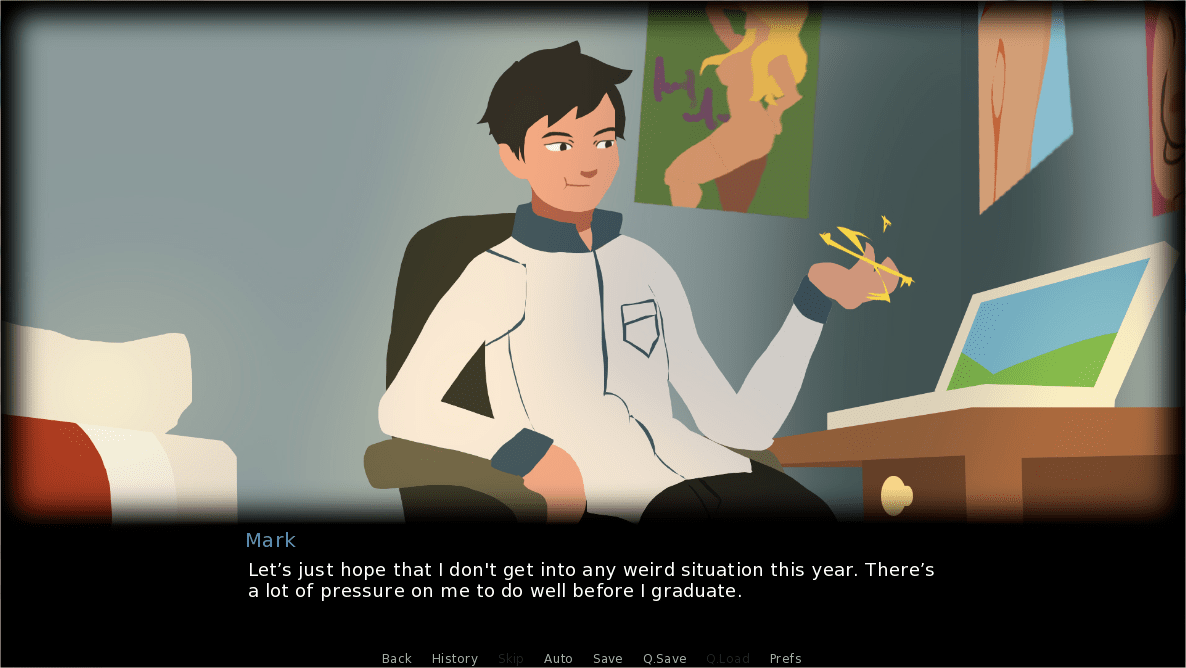 Mark
Let’s just hope that I don't get into any weird situation this year. There’s
a lot of pressure on me to do well before I graduate.
Back History Skip Auto Save Q.Save Q.Load Prefs